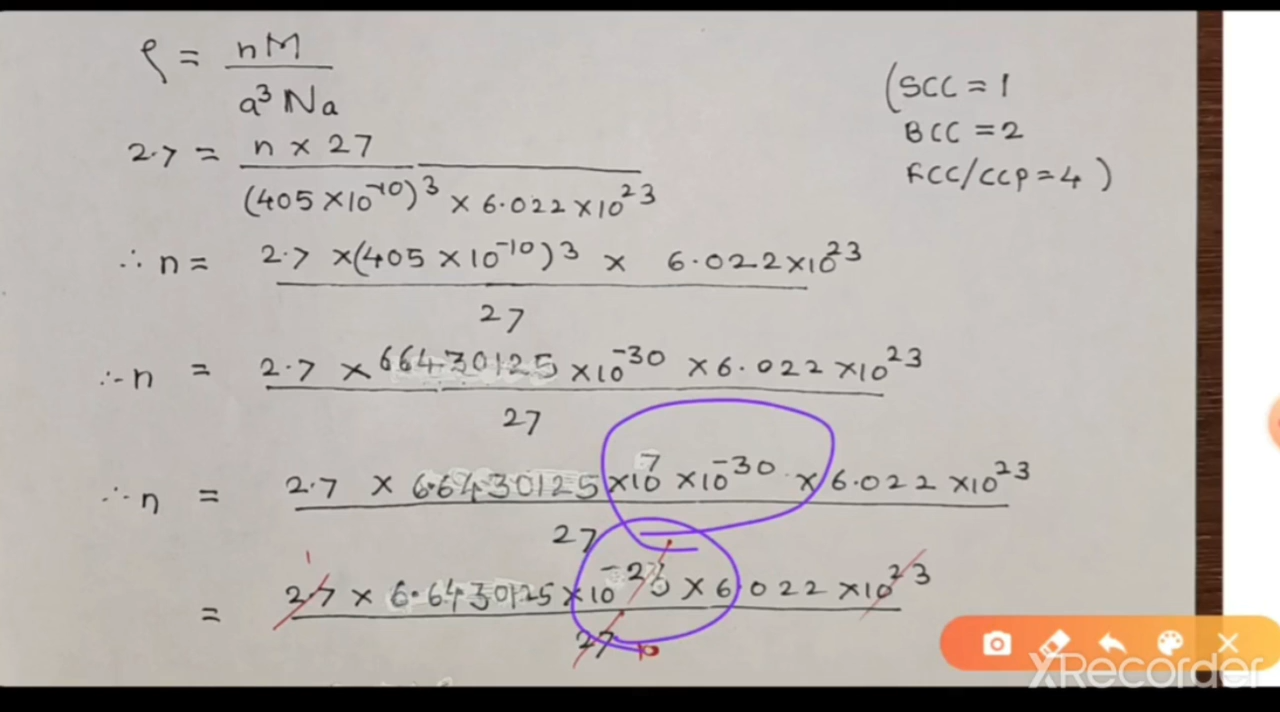 ρ = nM / a³ Na
(SCC = 1
BCC = 2
FCC/CCP = 4)
2.7 = n × 27 / (405 × 10⁻¹⁰)³ × 6.022 × 10²³
∴ n = 2.7 × (405 × 10⁻¹⁰)³ × 6.022 × 10²³ / 27
∴ n = 2.7 × 66430125 × 10⁻³⁰ × 6.022 × 10²³ / 27
∴ n = 2.7 × 6.6430125 × 10⁷ × 10⁻³⁰ × 6.022 × 10²³ / 27
1
= 2.7 × 6.6430125 × 10⁻²³ × 6.022 × 10²³ / 27
XRecorder